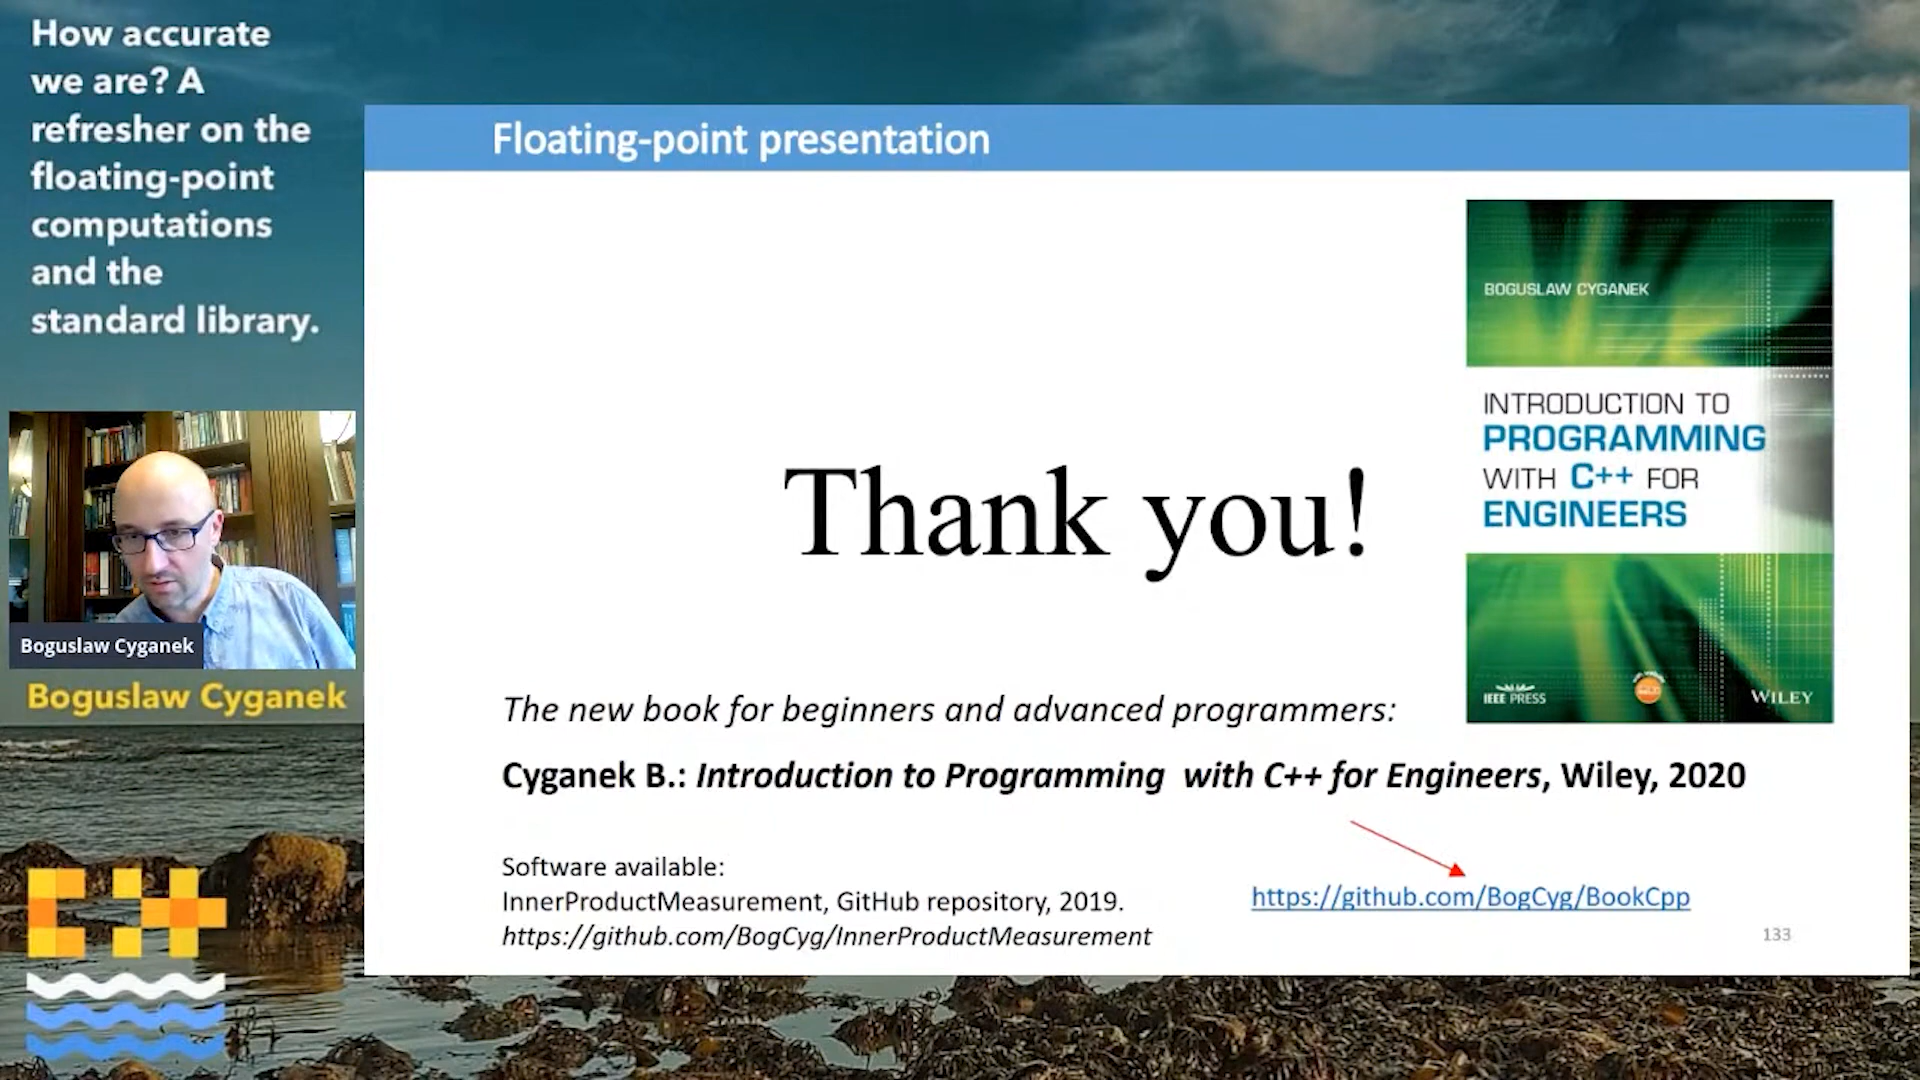 How accurate
we are? A
refresher on the
floating-point
computations
and the
standard library.
Boguslaw Cyganek
Boguslaw Cyganek
Floating-point presentation
BOGUSLAW CYGANEK
INTRODUCTION TO
PROGRAMMING
WITH C++ FOR
ENGINEERS
IEEE PRESS
WILEY
Thank you!
The new book for beginners and advanced programmers:
Cyganek B.: Introduction to Programming with C++ for Engineers, Wiley, 2020
Software available:
InnerProductMeasurement, GitHub repository, 2019.
https://github.com/BogCyg/InnerProductMeasurement
https://github.com/BogCyg/BookCpp
133